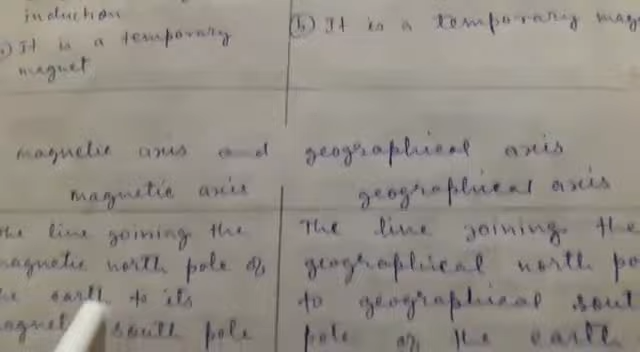 induction
It is a temporary
magnet
(b) It is a temporary
magnetic axis and geographical axis
magnetic axis
the line joining the
magnetic north pole of
the earth to its
south pole
geographical axis
The line joining the
geographical north
to geographical
pole of the earth